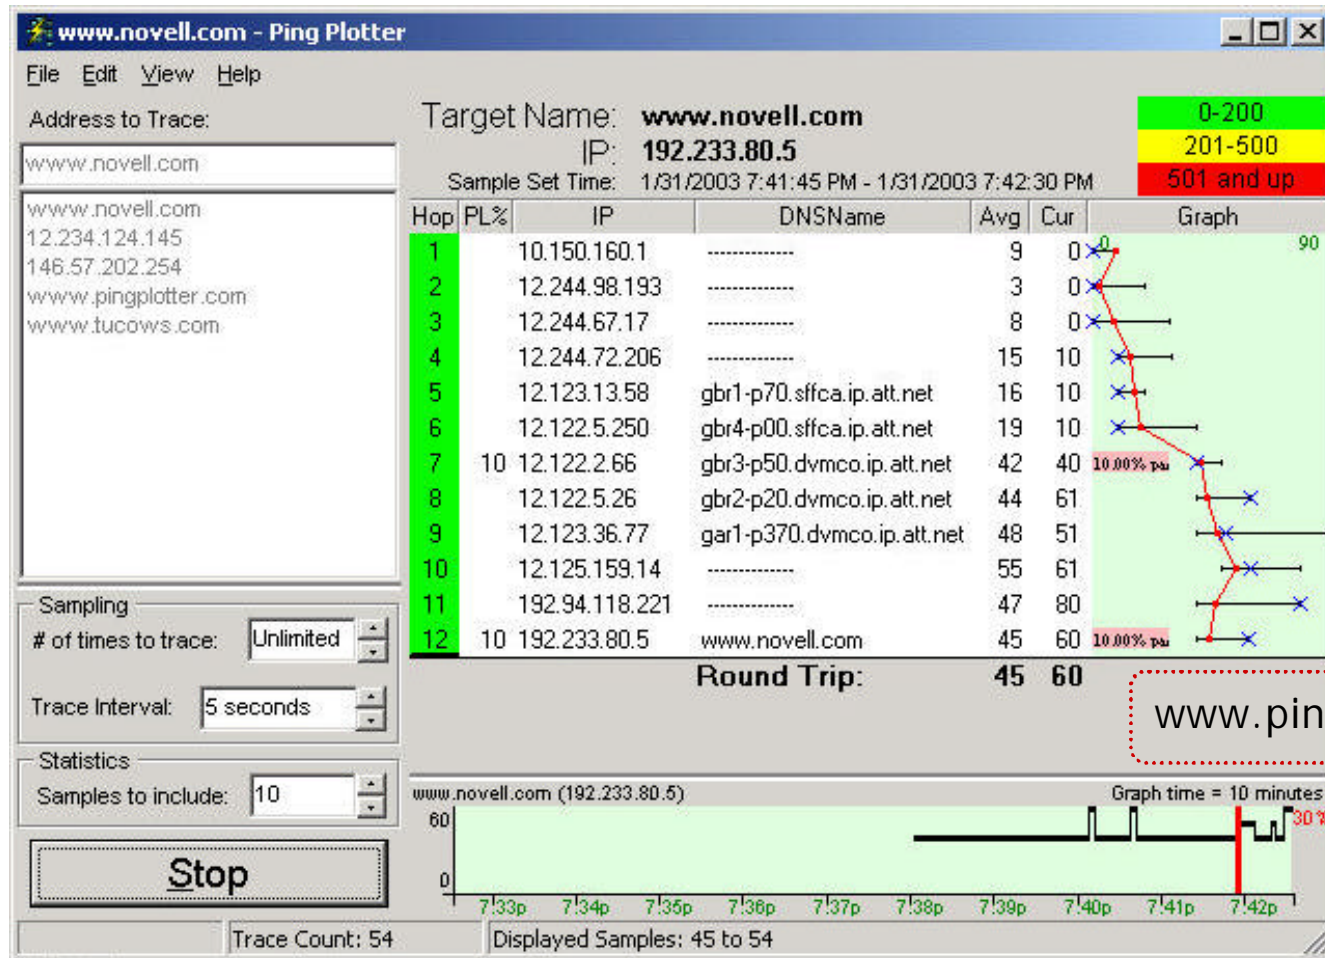 www.novell.com - Ping Plotter
File Edit View Help
Address to Trace:
www.novell.com
www.novell.com
12.234.124.145
146.57.202.254
www.pingplotter.com
www.tucows.com
Sampling
# of times to trace: Unlimited
Trace Interval: 5 seconds
Statistics
Samples to include: 10
Stop
Target Name: www.novell.com
IP: 192.233.80.5
Sample Set Time: 1/31/2003 7:41:45 PM - 1/31/2003 7:42:30 PM
0-200
201-500
501 and up
Hop PL% IP DNSName Avg Cur Graph
0 90
1 10.150.160.1 ------------- 9 0
2 12.244.98.193 ------------- 3 0
3 12.244.67.17 ------------- 8 0
4 12.244.72.206 ------------- 15 10
5 12.123.13.58 gbr1-p70.sffca.ip.att.net 16 10
6 12.122.5.250 gbr4-p00.sffca.ip.att.net 19 10
7 10 12.122.2.66 gbr3-p50.dvmco.ip.att.net 42 40 10.00%
8 12.122.5.26 gbr2-p20.dvmco.ip.att.net 44 61
9 12.123.36.77 gar1-p370.dvmco.ip.att.net 48 51
10 12.125.159.14 ------------- 55 61
11 192.94.118.221 ------------- 47 80
12 10 192.233.80.5 www.novell.com 45 60 10.00%
Round Trip: 45 60
www.pin
www.novell.com (192.233.80.5) Graph time = 10 minutes
60 30%
0
7:33p 7:34p 7:35p 7:36p 7:37p 7:38p 7:39p 7:40p 7:41p 7:42p
Trace Count: 54 Displayed Samples: 45 to 54